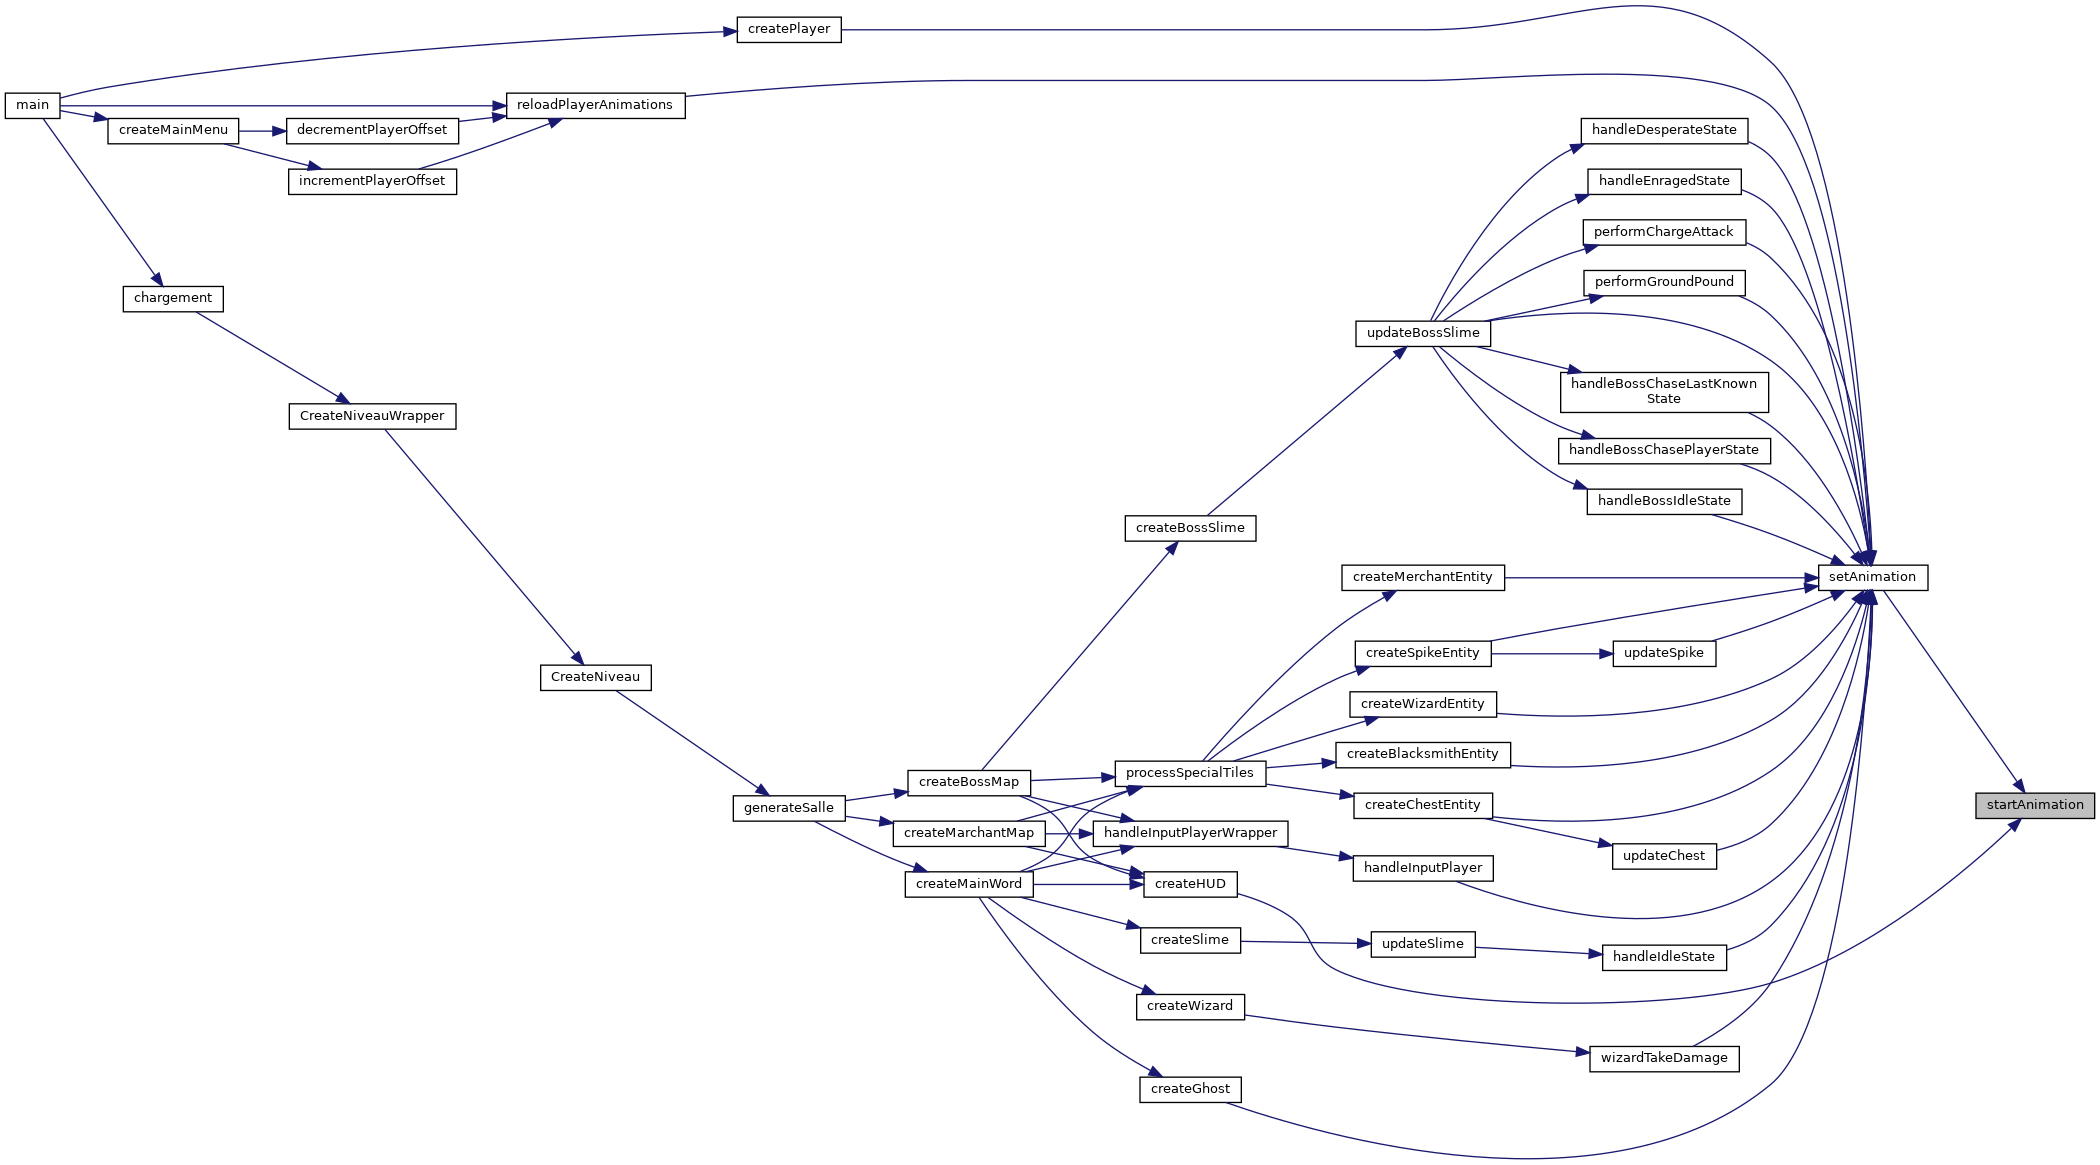 main
createPlayer
reloadPlayerAnimations
createMainMenu
decrementPlayerOffset
incrementPlayerOffset
chargement
CreateNiveauWrapper
CreateNiveau
generateSalle
createBossMap
createMarchantMap
createMainWord
createBossSlime
processSpecialTiles
handleInputPlayerWrapper
createHUD
createSlime
createWizard
createGhost
updateBossSlime
createMerchantEntity
createSpikeEntity
createWizardEntity
createBlacksmithEntity
createChestEntity
handleInputPlayer
updateSlime
handleDesperateState
handleEnragedState
performChargeAttack
performGroundPound
handleBossChaseLastKnown
State
handleBossChasePlayerState
handleBossIdleState
updateSpike
updateChest
handleIdleState
wizardTakeDamage
setAnimation
startAnimation